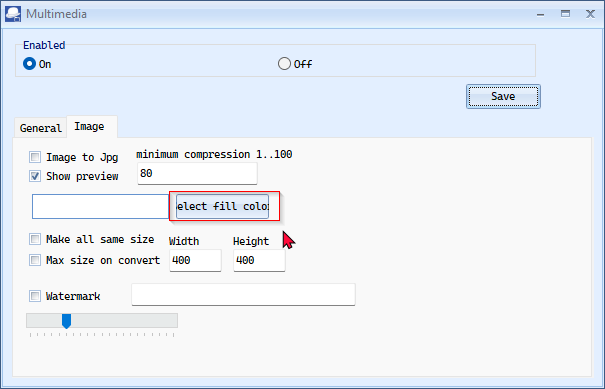 Multimedia
Enabled
On
Off
Save
General
Image
Image to Jpg
minimum compression 1..100
Show preview
80
elect fill colo
Make all same size
Width
Height
Max size on convert
400
400
Watermark